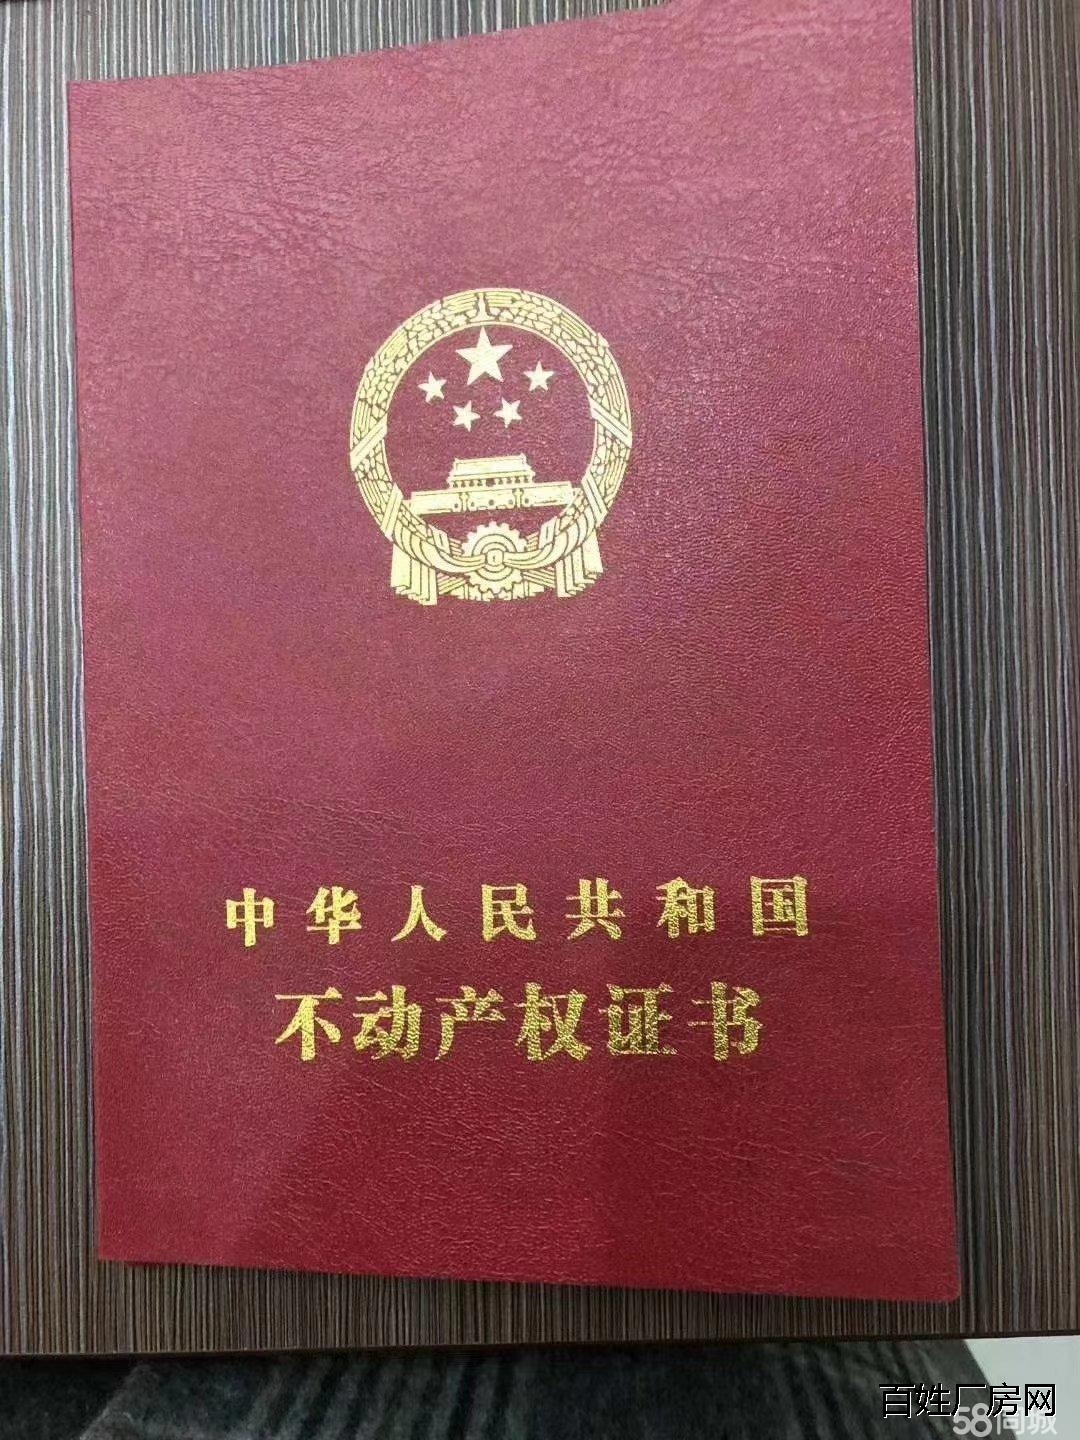 中华人民共和国
不动产权证书
百姓厂房网
58同城